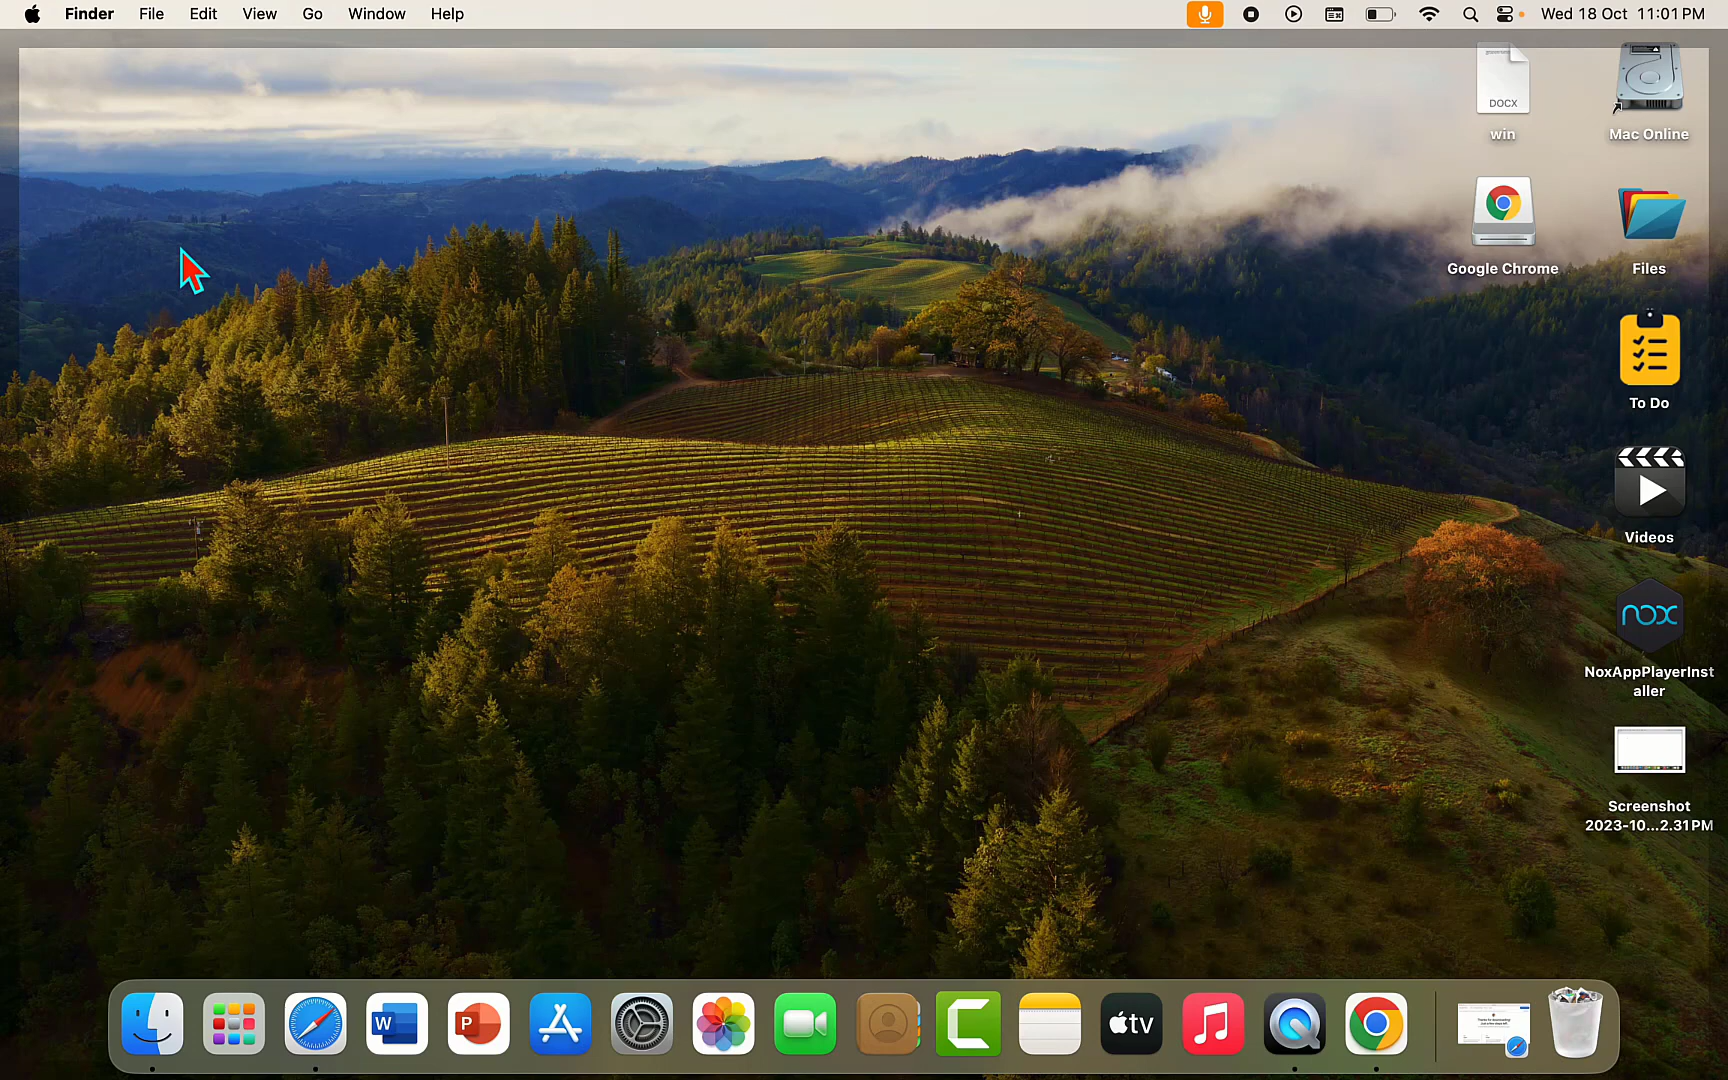 Finder File Edit View Go Window Help Wed 18 Oct 11:01 PM
DOCX
win
Mac Online
Google Chrome
Files
To Do
Videos
nox
NoxAppPlayerInst
aller
Screenshot
2023-10...2.31 PM
W
P
tv